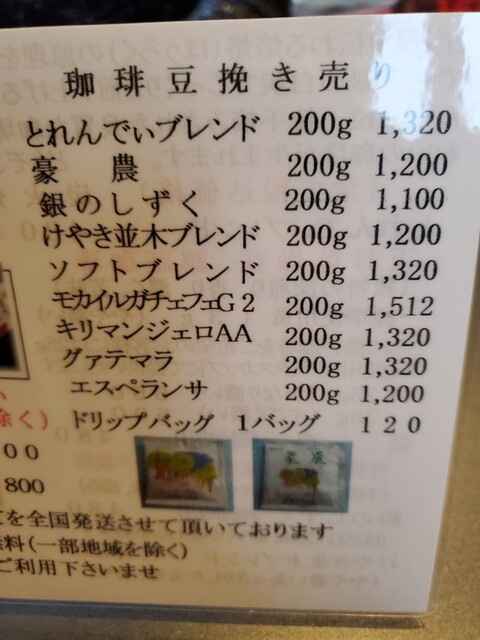 珈琲豆挽き売り
とれんでぃブレンド 200g 1,320
豪農 200g 1,200
銀のしずく 200g 1,100
けやき並木ブレンド 200g 1,200
ソフトブレンド 200g 1,320
モカイルガチェフェG2 200g 1,512
キリマンジェロAA 200g 1,320
グァテマラ 200g 1,320
エスペランサ 200g 1,200
除く) ドリップバッグ 1バッグ 120
00
800
豪農
を全国発送させて頂いております
料(一部地域を除く)
ご利用下さいませ